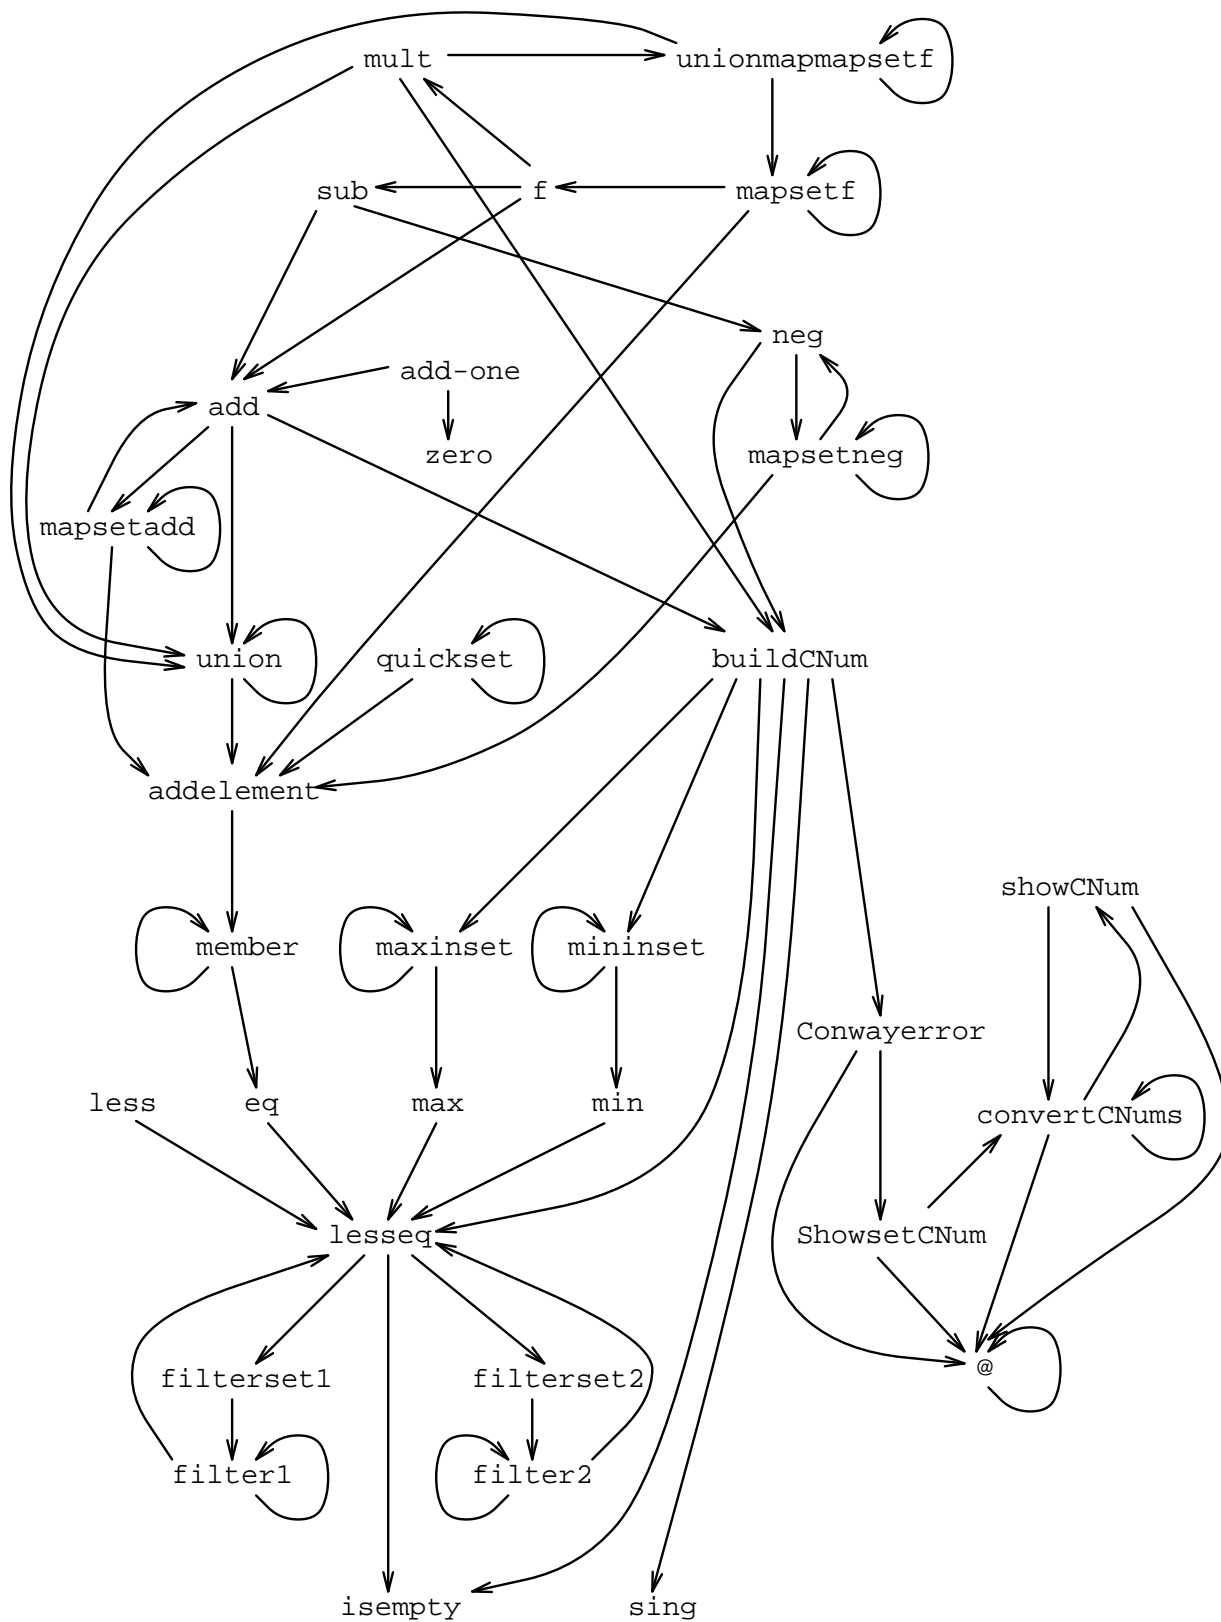 mult
unionmapmapsetf
sub
f
mapsetf
neg
add-one
add
zero
mapsetneg
mapsetadd
union
quickset
buildCNum
addelement
showCNum
member
maxinset
mininset
Conwayerror
less
eq
max
min
convertCNums
lesseq
ShowsetCNum
filterset1
filterset2
@
filter1
filter2
isempty
sing